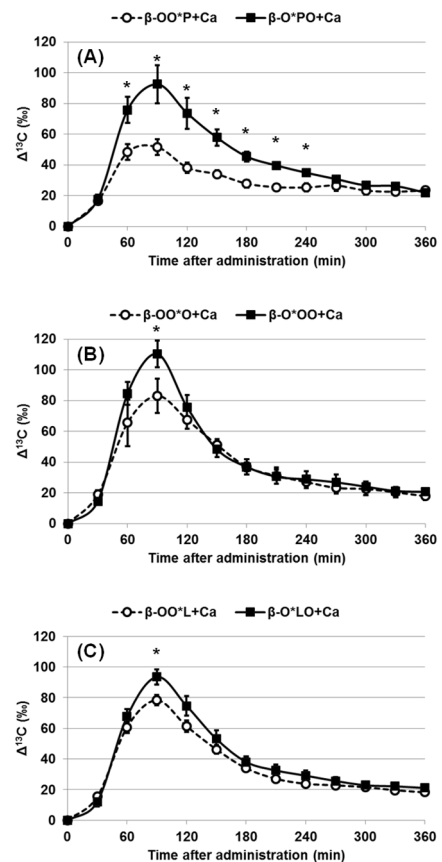 β-OO*P+Ca β-O*PO+Ca
120
(A)
100
*
*
*
80
*
*
*
*
60
40
20
0
Δ¹³C (‰)
0 60 120 180 240 300 360
Time after administration (min)
β-OO*O+Ca β-O*OO+Ca
*
120
(B)
100
80
60
40
20
0
Δ¹³C (‰)
0 60 120 180 240 300 360
Time after administration (min)
β-OO*L+Ca β-O*LO+Ca
120
(C)
*
100
80
60
40
20
0
Δ¹³C (‰)
0 60 120 180 240 300 360
Time after administration (min)